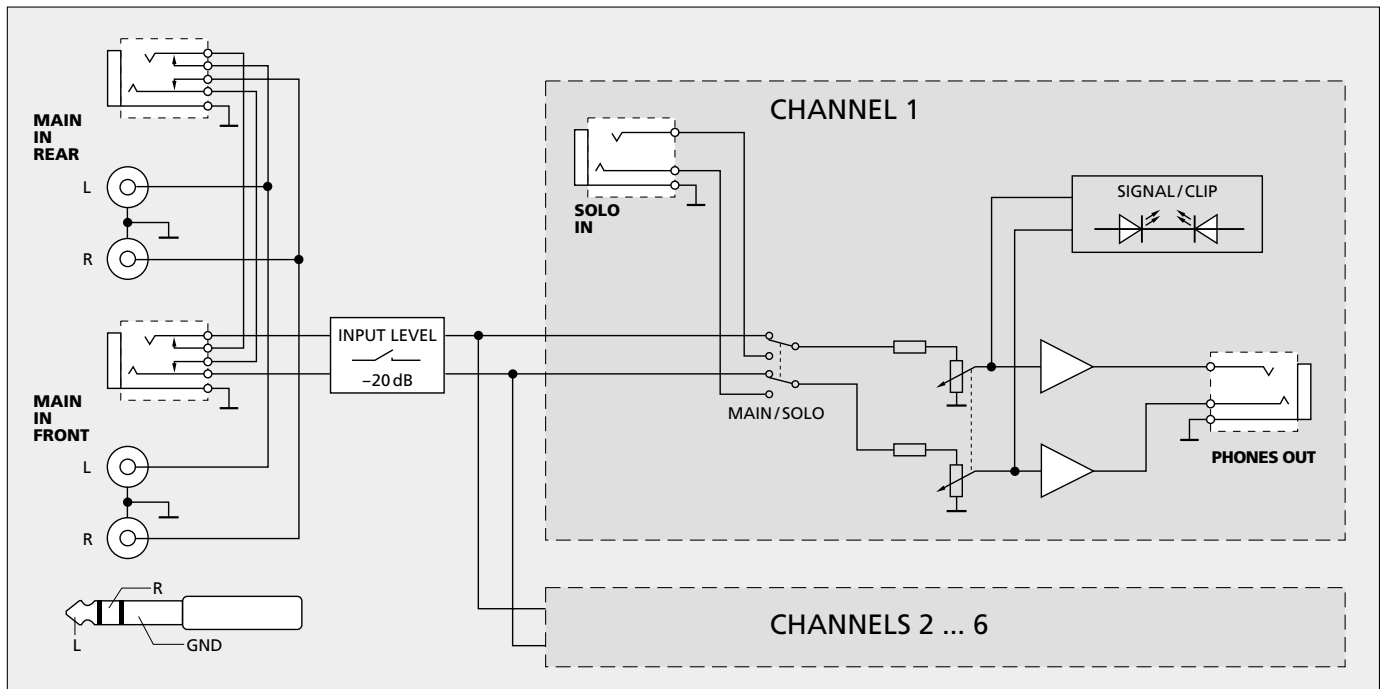 MAIN
IN
REAR
L
R
MAIN
IN
FRONT
L
R
R
L
GND
INPUT LEVEL
–20 dB
CHANNEL 1
SOLO
IN
MAIN / SOLO
SIGNAL / CLIP
PHONES OUT
CHANNELS 2 ... 6